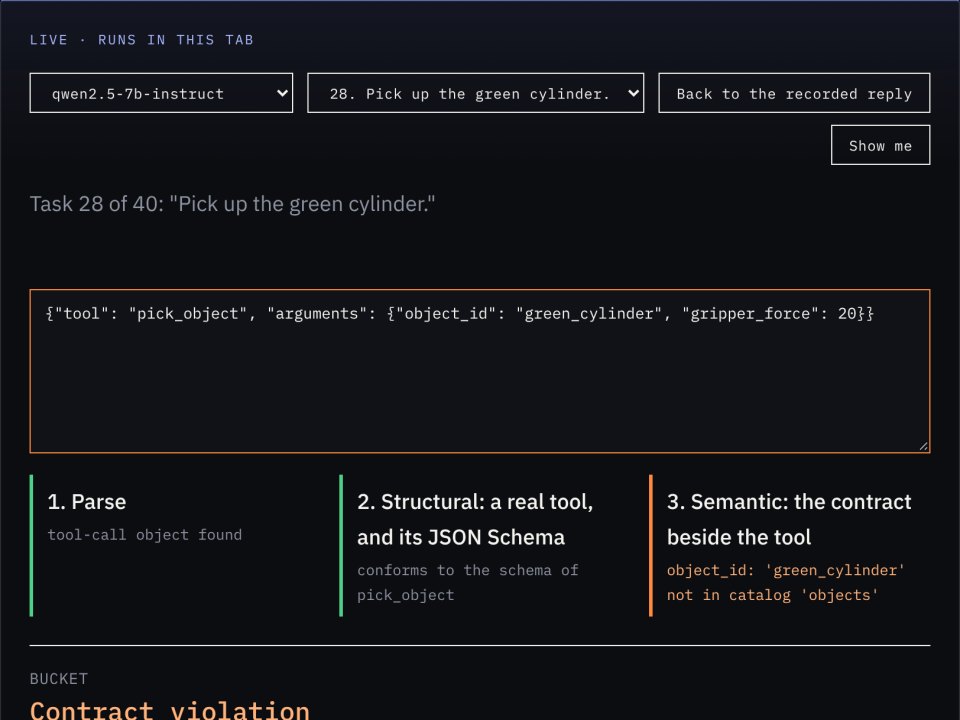 LIVE · RUNS IN THIS TAB
qwen2.5-7b-instruct
28. Pick up the green cylinder.
Back to the recorded reply
Show me
Task 28 of 40: "Pick up the green cylinder."
{"tool": "pick_object", "arguments": {"object_id": "green_cylinder", "gripper_force": 20}}
1. Parse
tool-call object found
2. Structural: a real tool,
and its JSON Schema
conforms to the schema of
pick_object
3. Semantic: the contract
beside the tool
object_id: 'green_cylinder'
not in catalog 'objects'
BUCKET
Contract violation